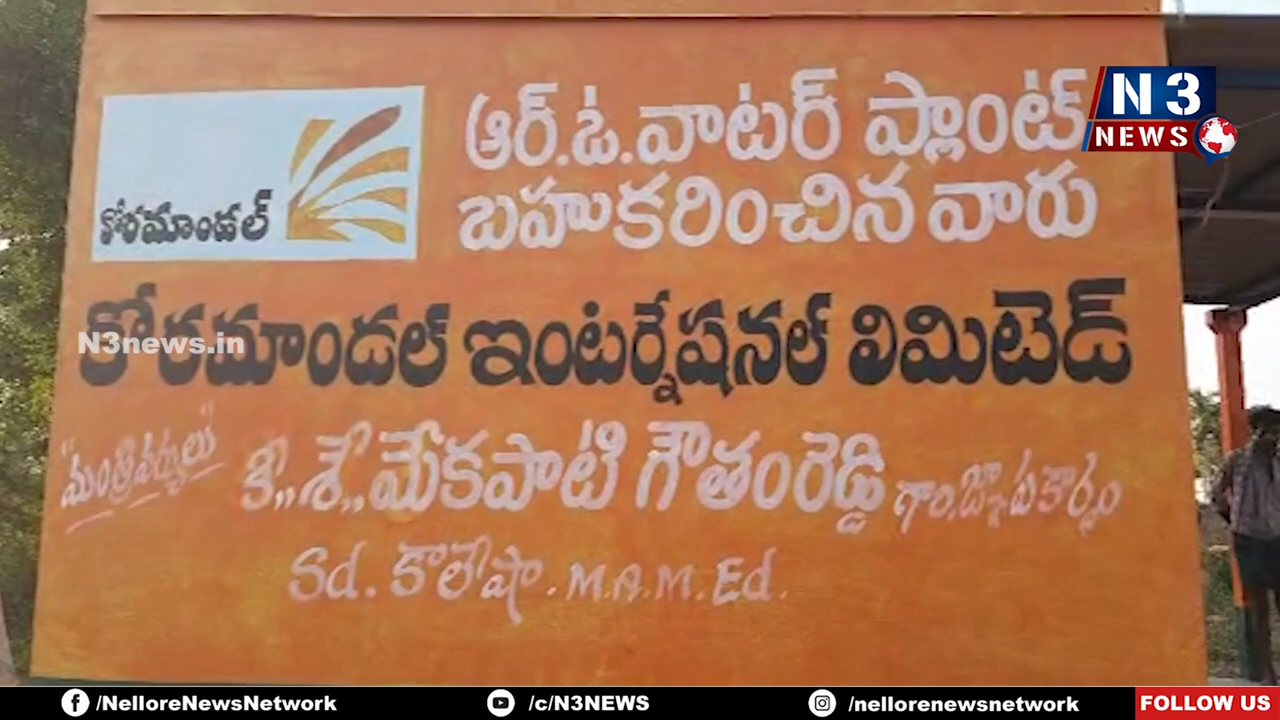 ఆర్.ఓ.వాటర్ ప్లాంట్
బహుకరించిన వారు
కోరమాండల్
N3
NEWS
కోరమాండల్ ఇంటర్నేషనల్ లిమిటెడ్
N3news.in
"మంత్రివర్యులు"
కీ,,శే,, మేకపాటి గౌతంరెడ్డి గారి జ్ఞాపకార్థం
Sd. కాలేషా. M.A.M.Ed.
/NelloreNewsNetwork
/c/N3NEWS
/nellorenewsnetwork
FOLLOW US